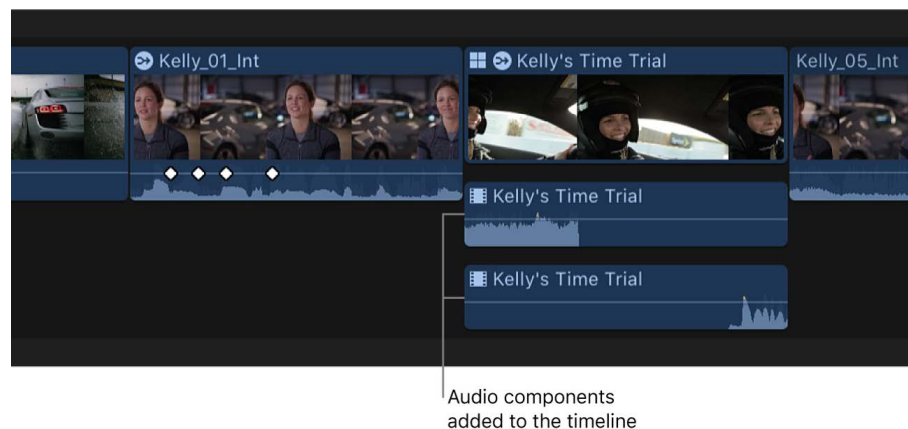 Kelly_01_Int
Kelly's Time Trial
Kelly_05_Int
Kelly's Time Trial
Kelly's Time Trial
Audio components
added to the timeline